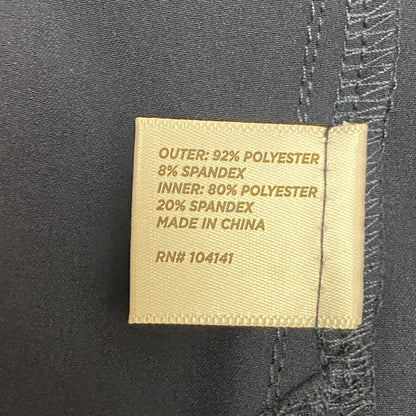 OUTER: 92% POLYESTER
8% SPANDEX
INNER: 80% POLYESTER
20% SPANDEX
MADE IN CHINA
RN# 104141